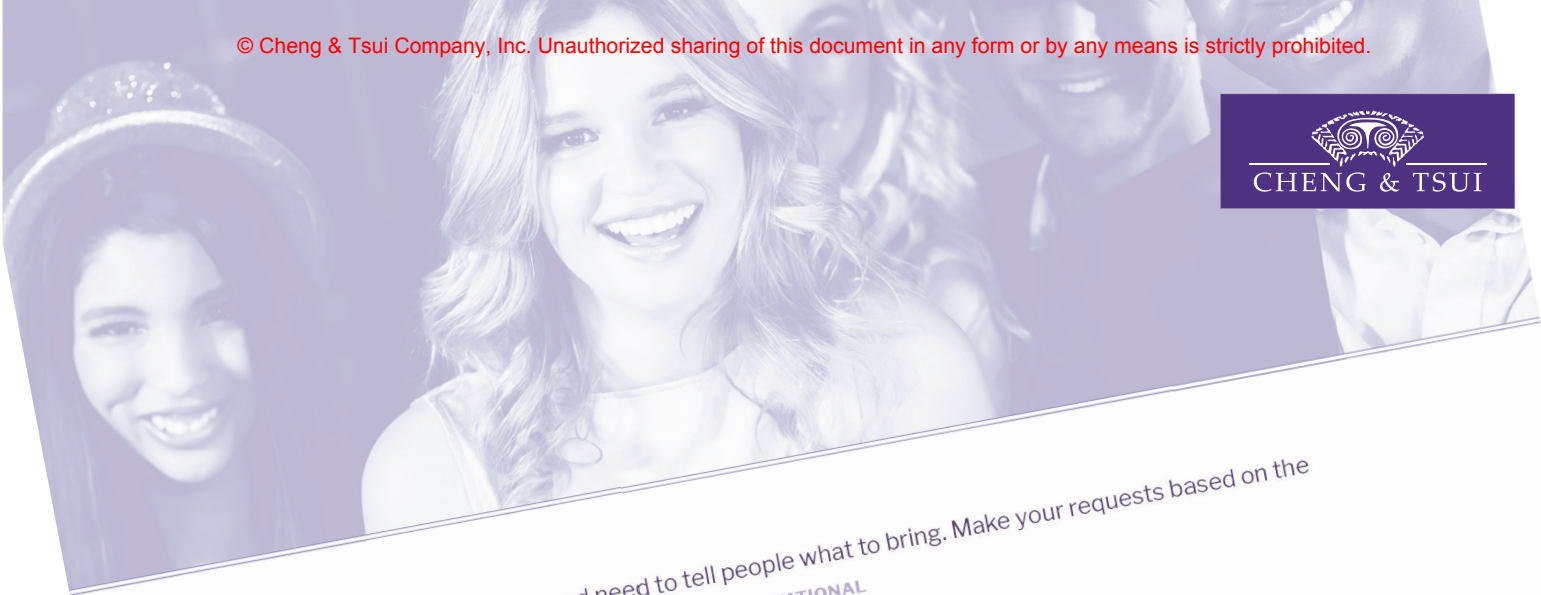 © Cheng & Tsui Company, Inc. Unauthorized sharing of this document in any form or by any means is strictly prohibited.
CHENG & TSUI
need to tell people what to bring. Make your requests based on the